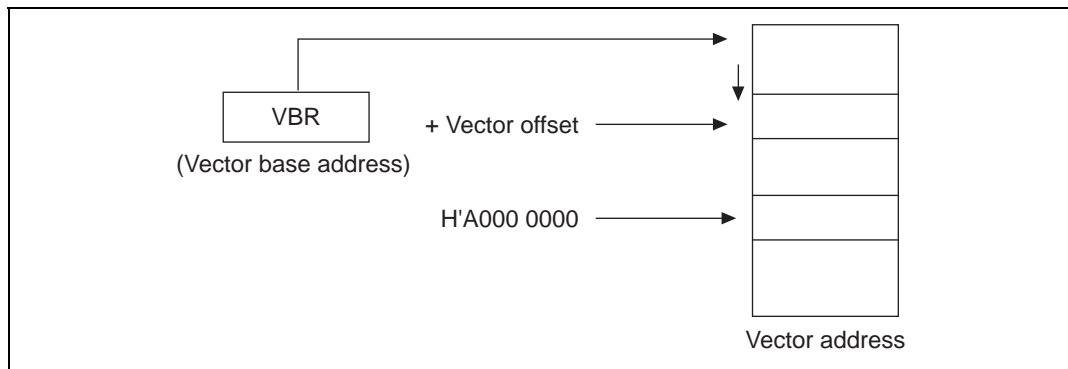 VBR
(Vector base address)
+ Vector offset
H'A000 0000
Vector address